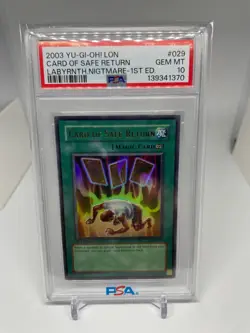 2003 YU-GI-OH! LON #029
CARD OF SAFE RETURN GEM MT
LABYRNTH.NIGTMARE-1ST ED. 10
PSA 139341370
CARD OF SAFE RETURN
[MAGIC CARD]
PSA